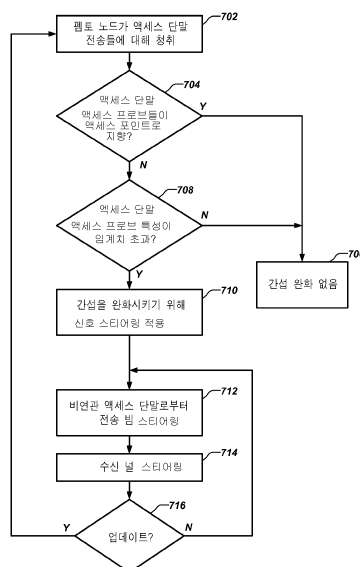 펨토 노드가 액세스 단말
전송들에 대해 청취
702
액세스 단말
액세스 프로브들이
액세스 포인트로
지향?
704
Y
N
엑세스 단말
액세스 프로브 특성이
임계치 초과?
708
N
Y
간섭 완화 없음
간섭을 완화시키기 위해
신호 스티어링 적용
710
비연관 액세스 단말로부터
전송 빔 스티어링
712
수신 널 스티어링
714
업데이트?
716
Y
N